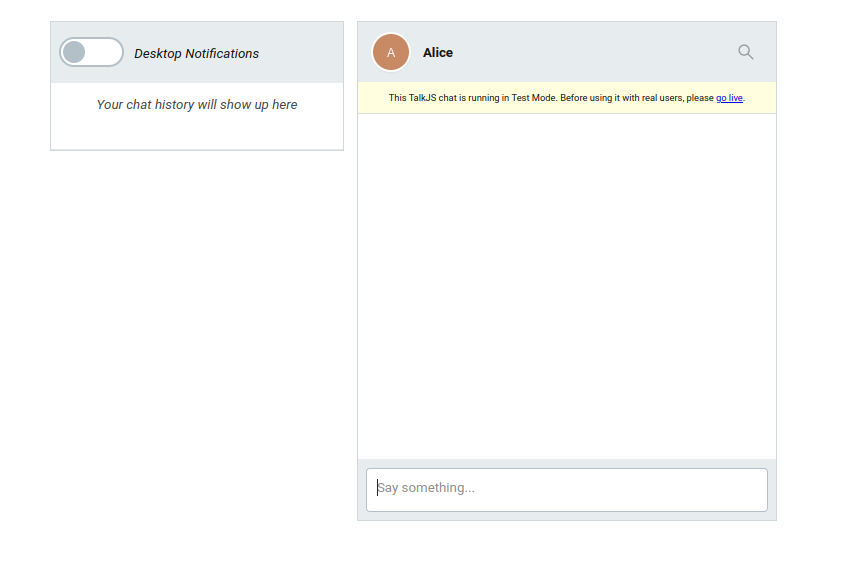 Desktop Notifications
Your chat history will show up here
A
Alice
This TalkJS chat is running in Test Mode. Before using it with real users, please go live.
Say something...